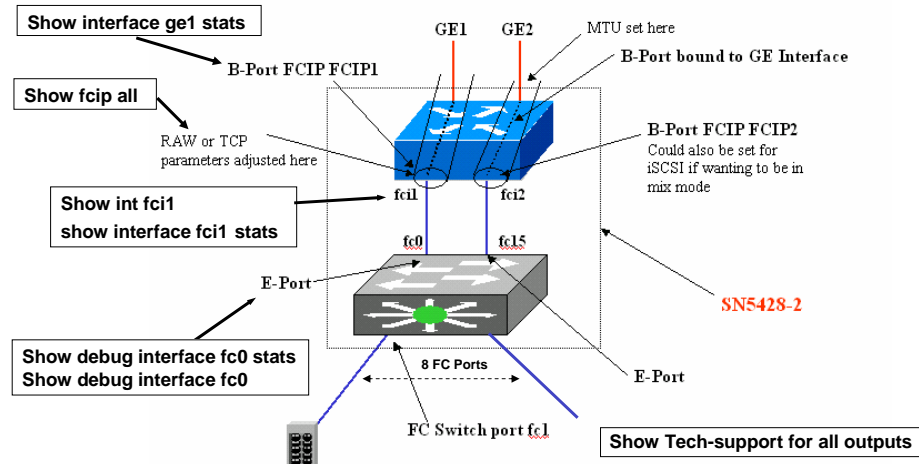 Show interface ge1 stats
GE1
GE2
MTU set here
B-Port FCIP FCIP1
B-Port bound to GE Interface
Show fcip all
RAW or TCP
parameters adjusted here
B-Port FCIP FCIP2
Could also be set for
iSCSI if wanting to be in
mix mode
fci1
fci2
Show int fci1
show interface fci1 stats
fc0
fc15
E-Port
SN5428-2
Show debug interface fc0 stats
Show debug interface fc0
8 FC Ports
E-Port
FC Switch port fc1
Show Tech-support for all outputs